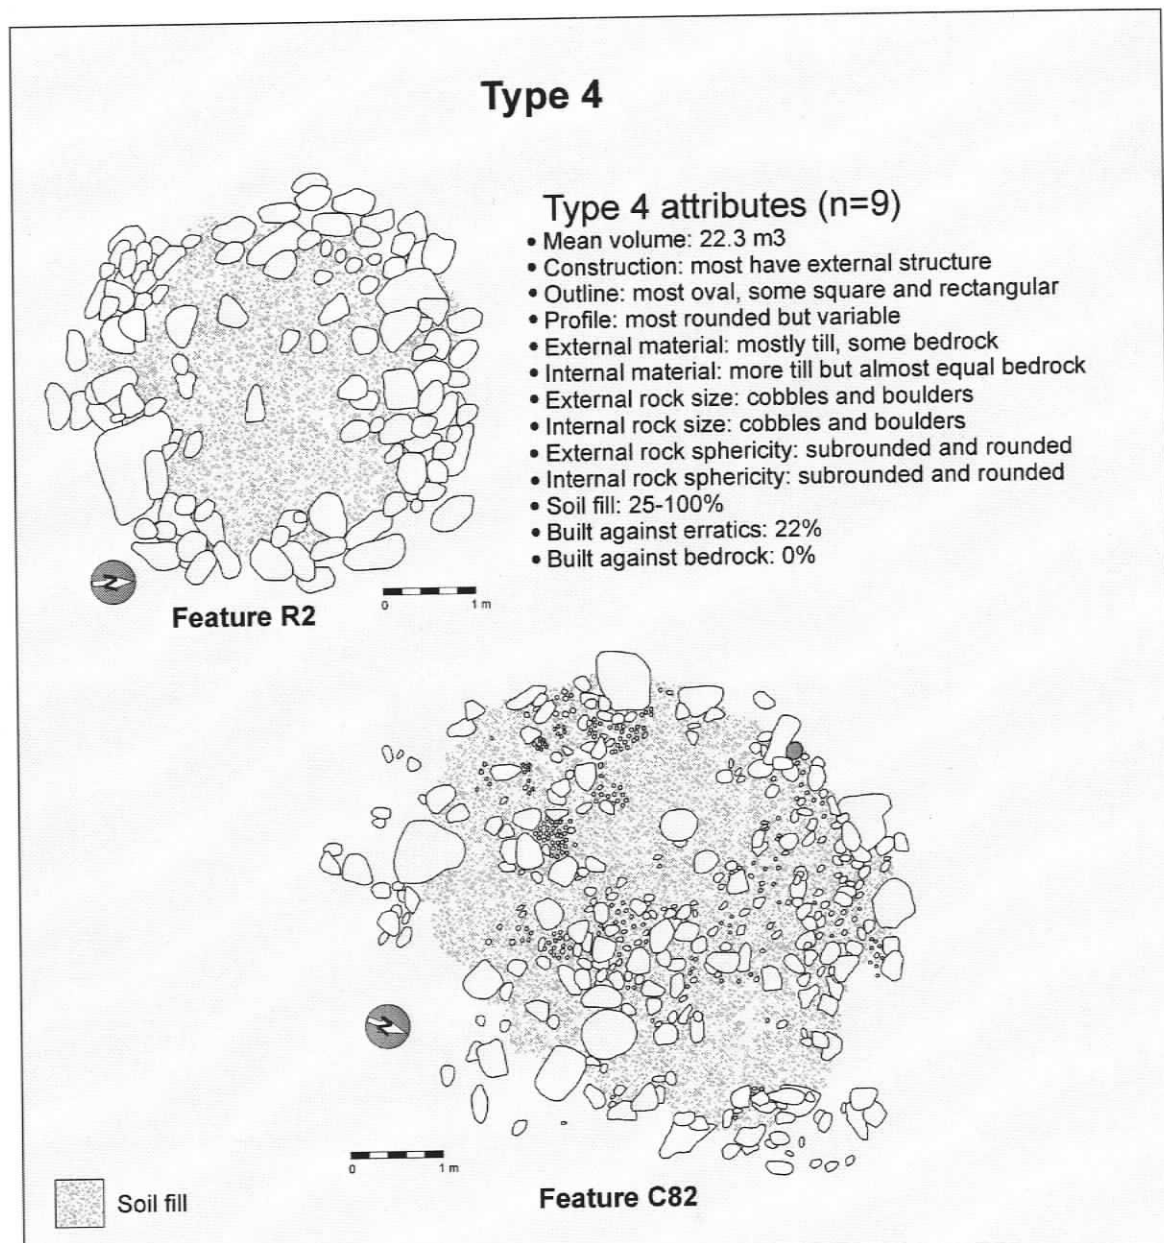 Type 4
Type 4 attributes (n=9)
• Mean volume: 22.3 m3
• Construction: most have external structure
• Outline: most oval, some square and rectangular
• Profile: most rounded but variable
• External material: mostly till, some bedrock
• Internal material: more till but almost equal bedrock
• External rock size: cobbles and boulders
• Internal rock size: cobbles and boulders
• External rock sphericity: subrounded and rounded
• Internal rock sphericity: subrounded and rounded
• Soil fill: 25-100%
• Built against erratics: 22%
• Built against bedrock: 0%
N
0 1 m
Feature R2
N
0 1 m
Feature C82
Soil fill